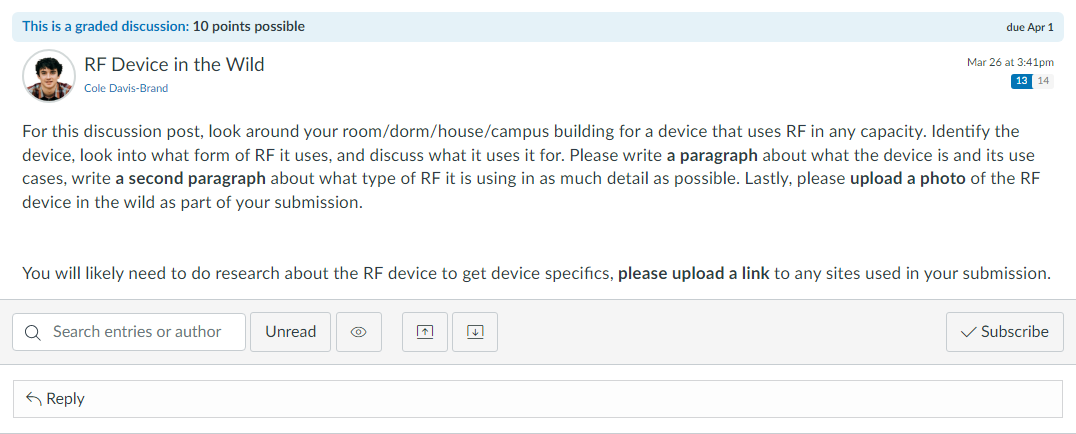 This is a graded discussion: 10 points possible
due Apr 1
RF Device in the Wild
Mar 26 at 3:41pm
Cole Davis-Brand
13 14
For this discussion post, look around your room/dorm/house/campus building for a device that uses RF in any capacity. Identify the
device, look into what form of RF it uses, and discuss what it uses it for. Please write a paragraph about what the device is and its use
cases, write a second paragraph about what type of RF it is using in as much detail as possible. Lastly, please upload a photo of the RF
device in the wild as part of your submission.
You will likely need to do research about the RF device to get device specifics, please upload a link to any sites used in your submission.
Search entries or author
Unread
Subscribe
Reply